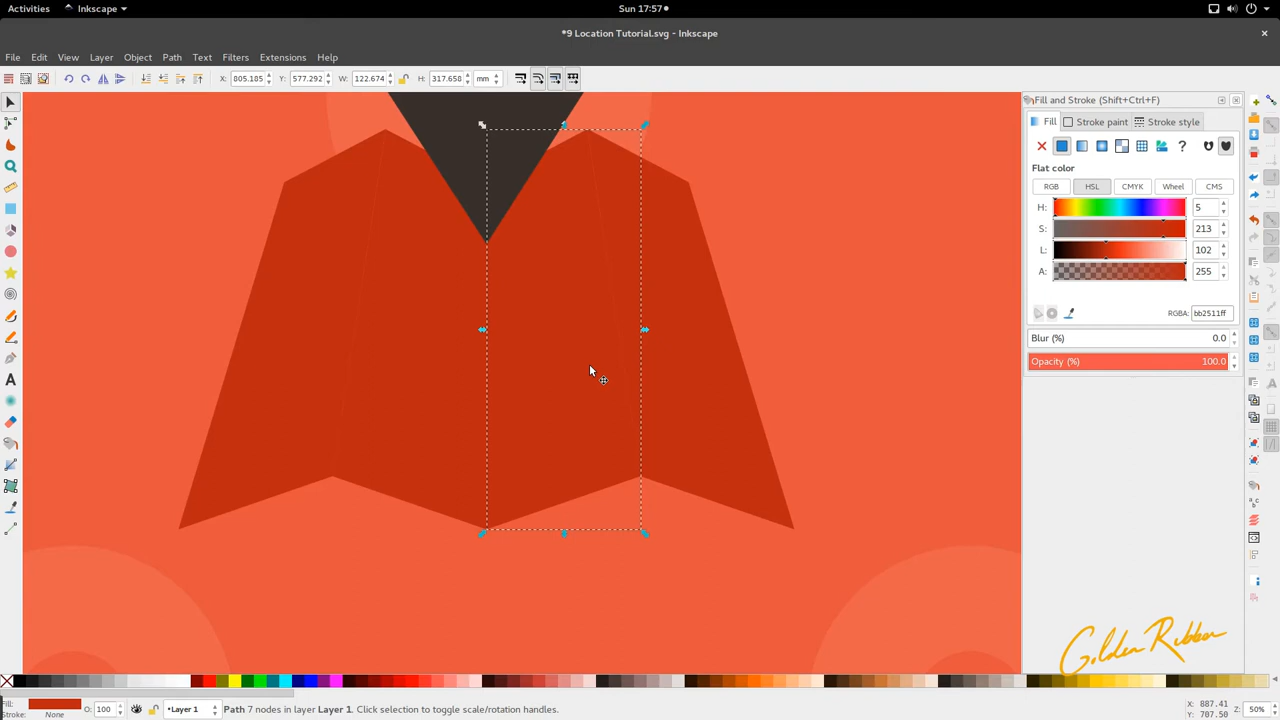 Activities Inkscape Sun 17:57
*9 Location Tutorial.svg - Inkscape
File Edit View Layer Object Path Text Filters Extensions Help
X: 805.185 Y: 577.292 W: 122.674 H: 317.658 mm
Fill and Stroke (Shift+Ctrl+F)
Fill Stroke paint Stroke style
Flat color
RGB HSL CMYK Wheel CMS
H: 5
S: 213
L: 102
A: 255
RGBA: bb2511ff
Blur (%) 0.0
Opacity (%) 100.0
Golden Ribbon
Fill: O: 100 •Layer 1 Path 7 nodes in layer Layer 1. Click selection to toggle scale/rotation handles. X: 887.41 Z: 50%
Stroke: None Y: 707.50